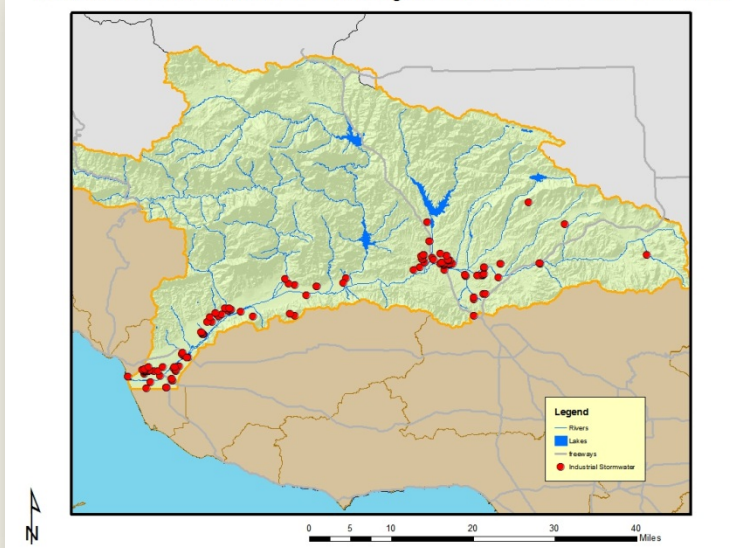 Legend
Rivers
Lakes
freeways
Industrial Stormwater
N
0 5 10 20 30 40
Miles